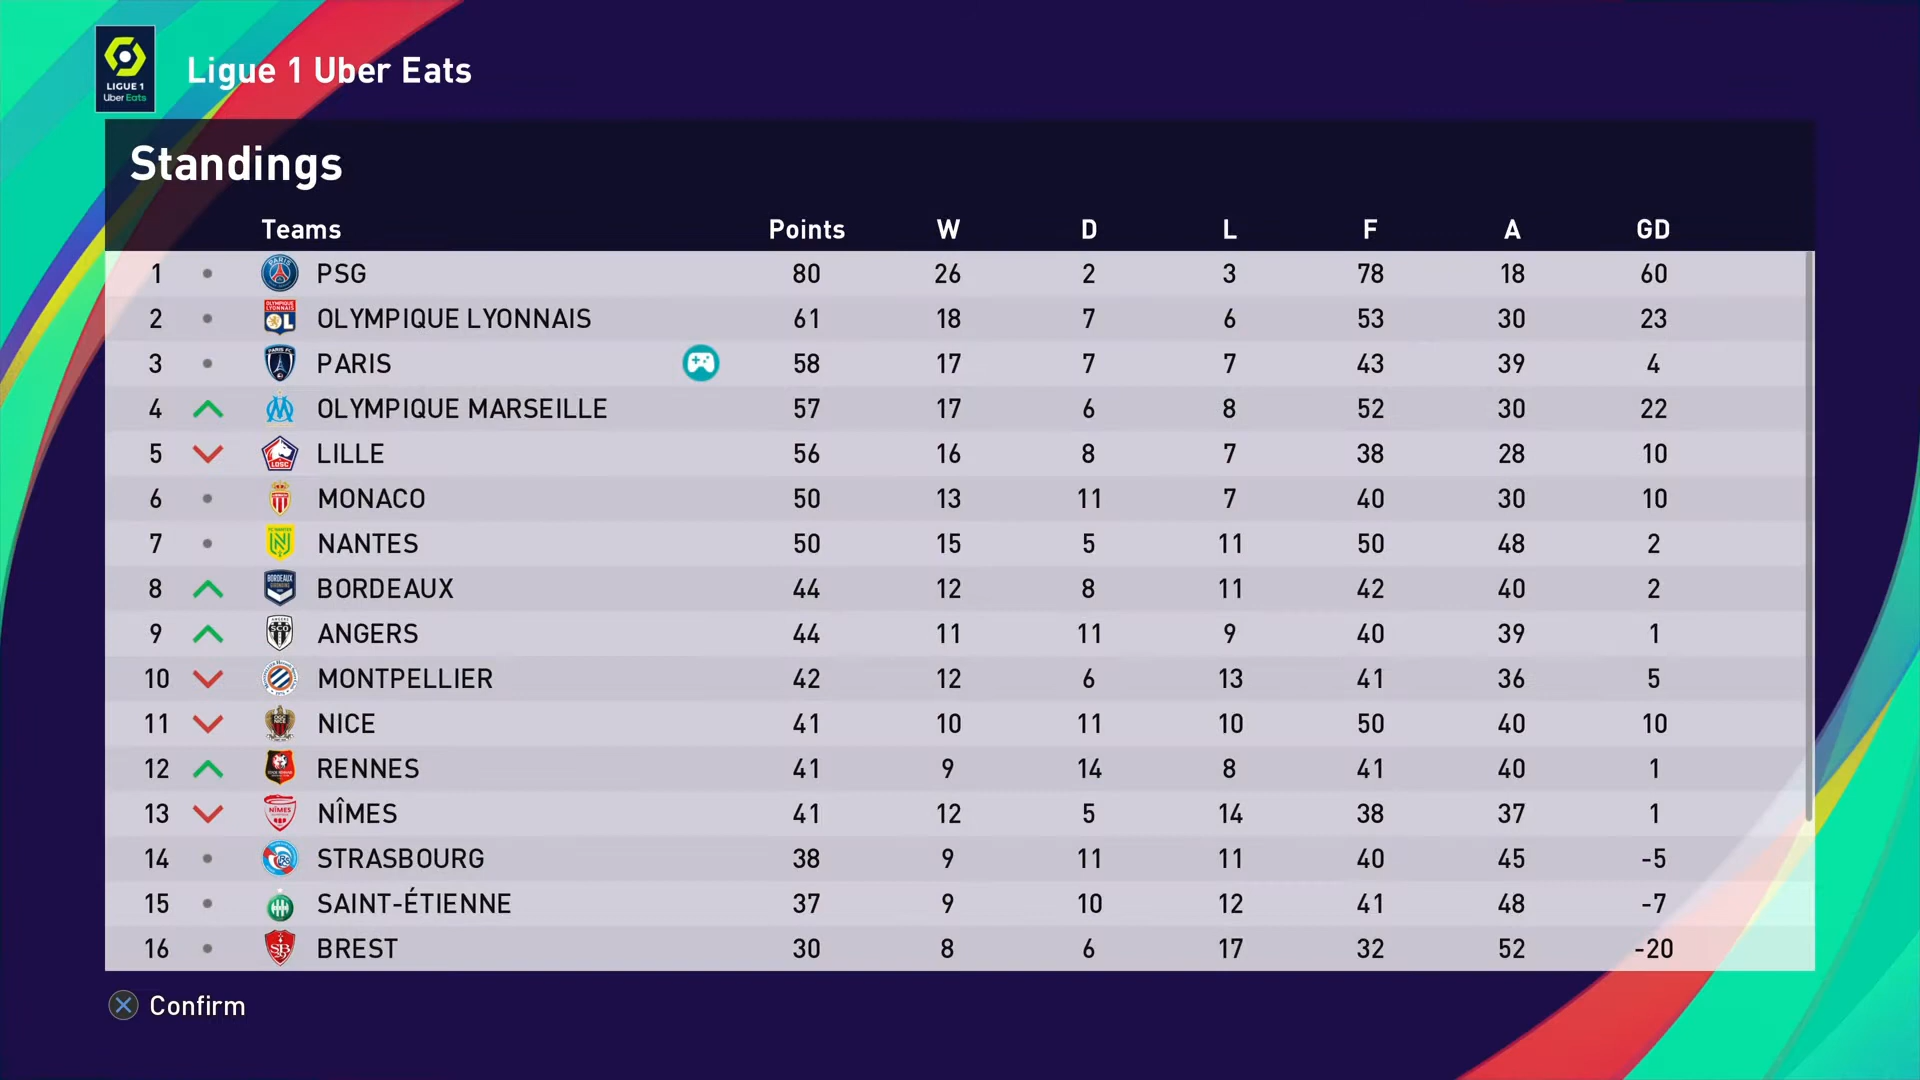 LIGUE 1
Uber Eats
Ligue 1 Uber Eats
Standings
Teams Points W D L F A GD
1 PSG 80 26 2 3 78 18 60
2 OLYMPIQUE LYONNAIS 61 18 7 6 53 30 23
3 PARIS 58 17 7 7 43 39 4
4 OLYMPIQUE MARSEILLE 57 17 6 8 52 30 22
5 LILLE 56 16 8 7 38 28 10
6 MONACO 50 13 11 7 40 30 10
7 NANTES 50 15 5 11 50 48 2
8 BORDEAUX 44 12 8 11 42 40 2
9 ANGERS 44 11 11 9 40 39 1
10 MONTPELLIER 42 12 6 13 41 36 5
11 NICE 41 10 11 10 50 40 10
12 RENNES 41 9 14 8 41 40 1
13 NÎMES 41 12 5 14 38 37 1
14 STRASBOURG 38 9 11 11 40 45 -5
15 SAINT-ÉTIENNE 37 9 10 12 41 48 -7
16 BREST 30 8 6 17 32 52 -20
Confirm